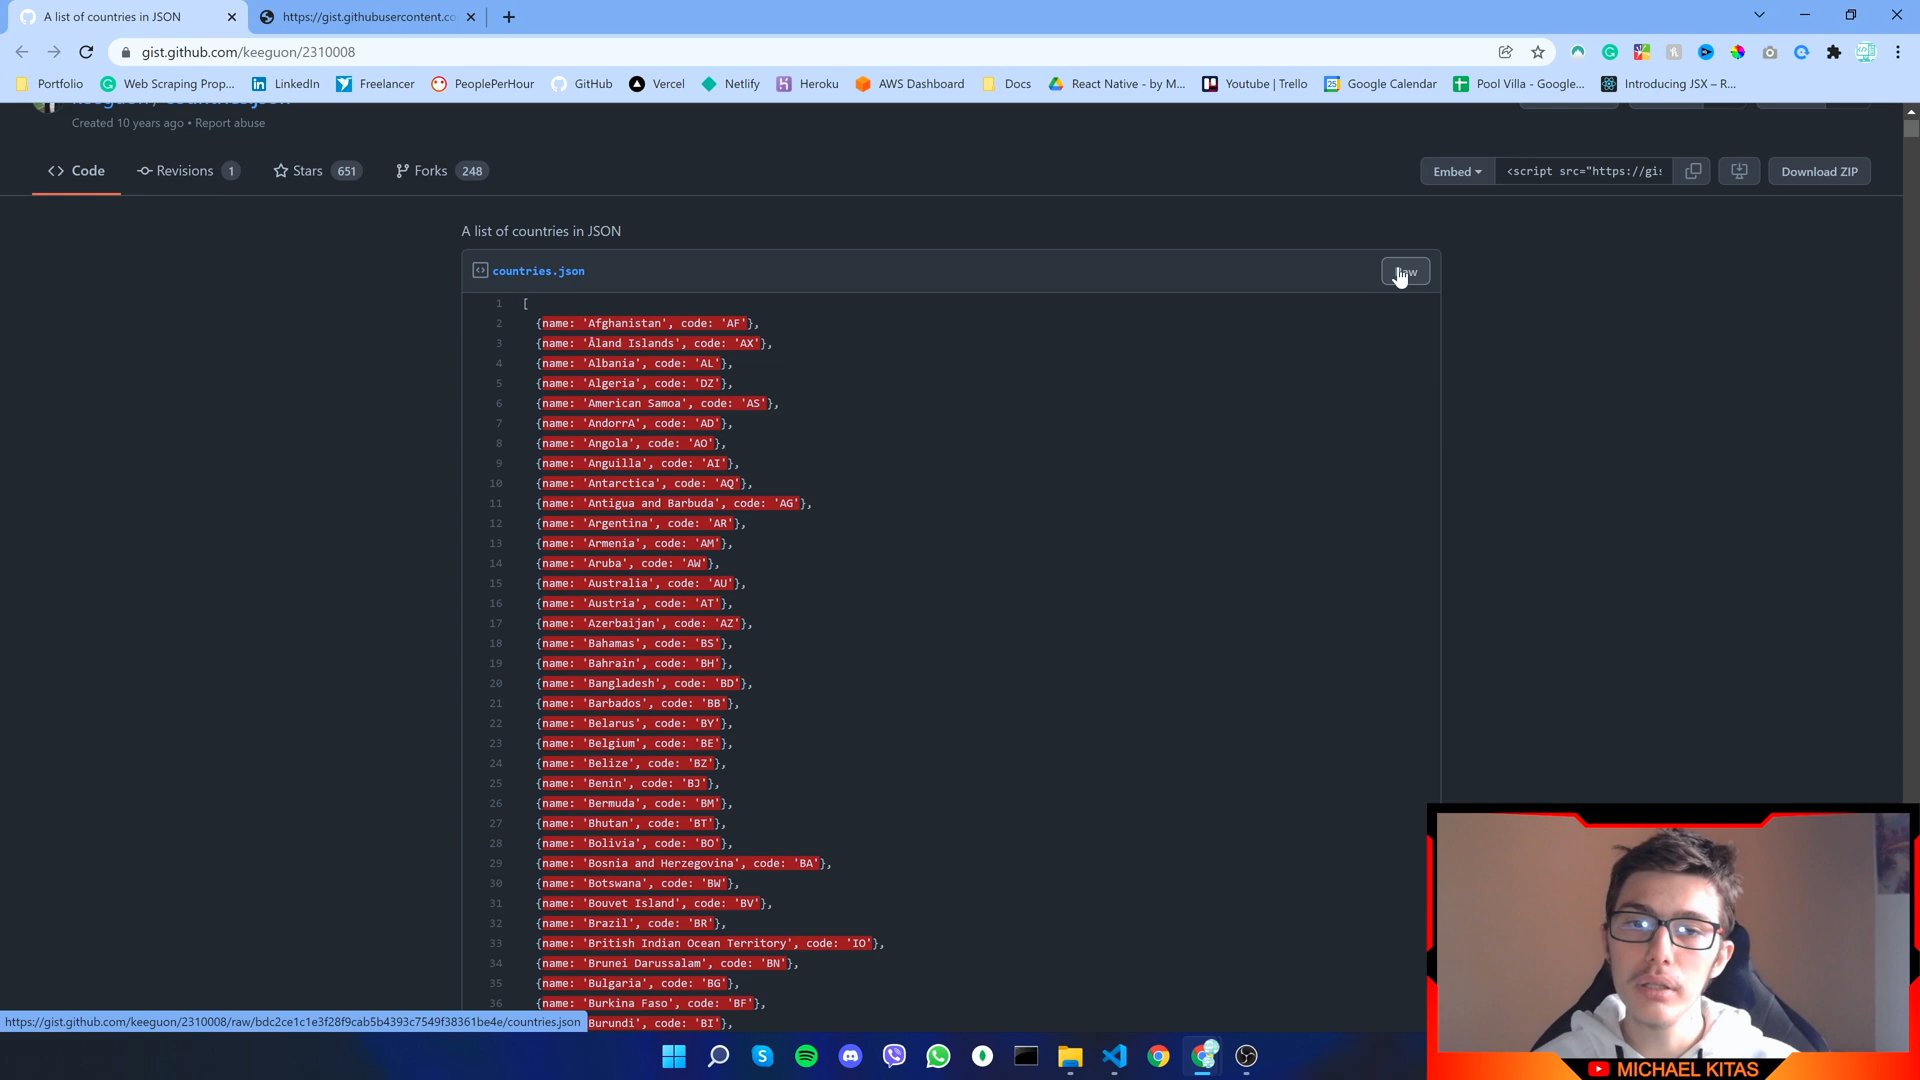 A list of countries in JSON
https://gist.githubusercontent.co
gist.github.com/keeguon/2310008
Portfolio
Web Scraping Prop...
LinkedIn
Freelancer
PeoplePerHour
GitHub
Vercel
Netlify
Heroku
AWS Dashboard
Docs
React Native - by M...
Youtube | Trello
Google Calendar
Pool Villa - Google...
Introducing JSX – R...
Created 10 years ago • Report abuse
Code
Revisions 1
Stars 651
Forks 248
Embed
<script src="https://gis
Download ZIP
A list of countries in JSON
countries.json
1 [
2 {name: 'Afghanistan', code: 'AF'},
3 {name: 'Åland Islands', code: 'AX'},
4 {name: 'Albania', code: 'AL'},
5 {name: 'Algeria', code: 'DZ'},
6 {name: 'American Samoa', code: 'AS'},
7 {name: 'AndorrA', code: 'AD'},
8 {name: 'Angola', code: 'AO'},
9 {name: 'Anguilla', code: 'AI'},
10 {name: 'Antarctica', code: 'AQ'},
11 {name: 'Antigua and Barbuda', code: 'AG'},
12 {name: 'Argentina', code: 'AR'},
13 {name: 'Armenia', code: 'AM'},
14 {name: 'Aruba', code: 'AW'},
15 {name: 'Australia', code: 'AU'},
16 {name: 'Austria', code: 'AT'},
17 {name: 'Azerbaijan', code: 'AZ'},
18 {name: 'Bahamas', code: 'BS'},
19 {name: 'Bahrain', code: 'BH'},
20 {name: 'Bangladesh', code: 'BD'},
21 {name: 'Barbados', code: 'BB'},
22 {name: 'Belarus', code: 'BY'},
23 {name: 'Belgium', code: 'BE'},
24 {name: 'Belize', code: 'BZ'},
25 {name: 'Benin', code: 'BJ'},
26 {name: 'Bermuda', code: 'BM'},
27 {name: 'Bhutan', code: 'BT'},
28 {name: 'Bolivia', code: 'BO'},
29 {name: 'Bosnia and Herzegovina', code: 'BA'},
30 {name: 'Botswana', code: 'BW'},
31 {name: 'Bouvet Island', code: 'BV'},
32 {name: 'Brazil', code: 'BR'},
33 {name: 'British Indian Ocean Territory', code: 'IO'},
34 {name: 'Brunei Darussalam', code: 'BN'},
35 {name: 'Bulgaria', code: 'BG'},
36 {name: 'Burkina Faso', code: 'BF'},
Burundi', code: 'BI'},
https://gist.github.com/keeguon/2310008/raw/bdc2ce1c1e3f28f9cab5b4393c7549f38361be4e/countries.json
MICHAEL KITAS